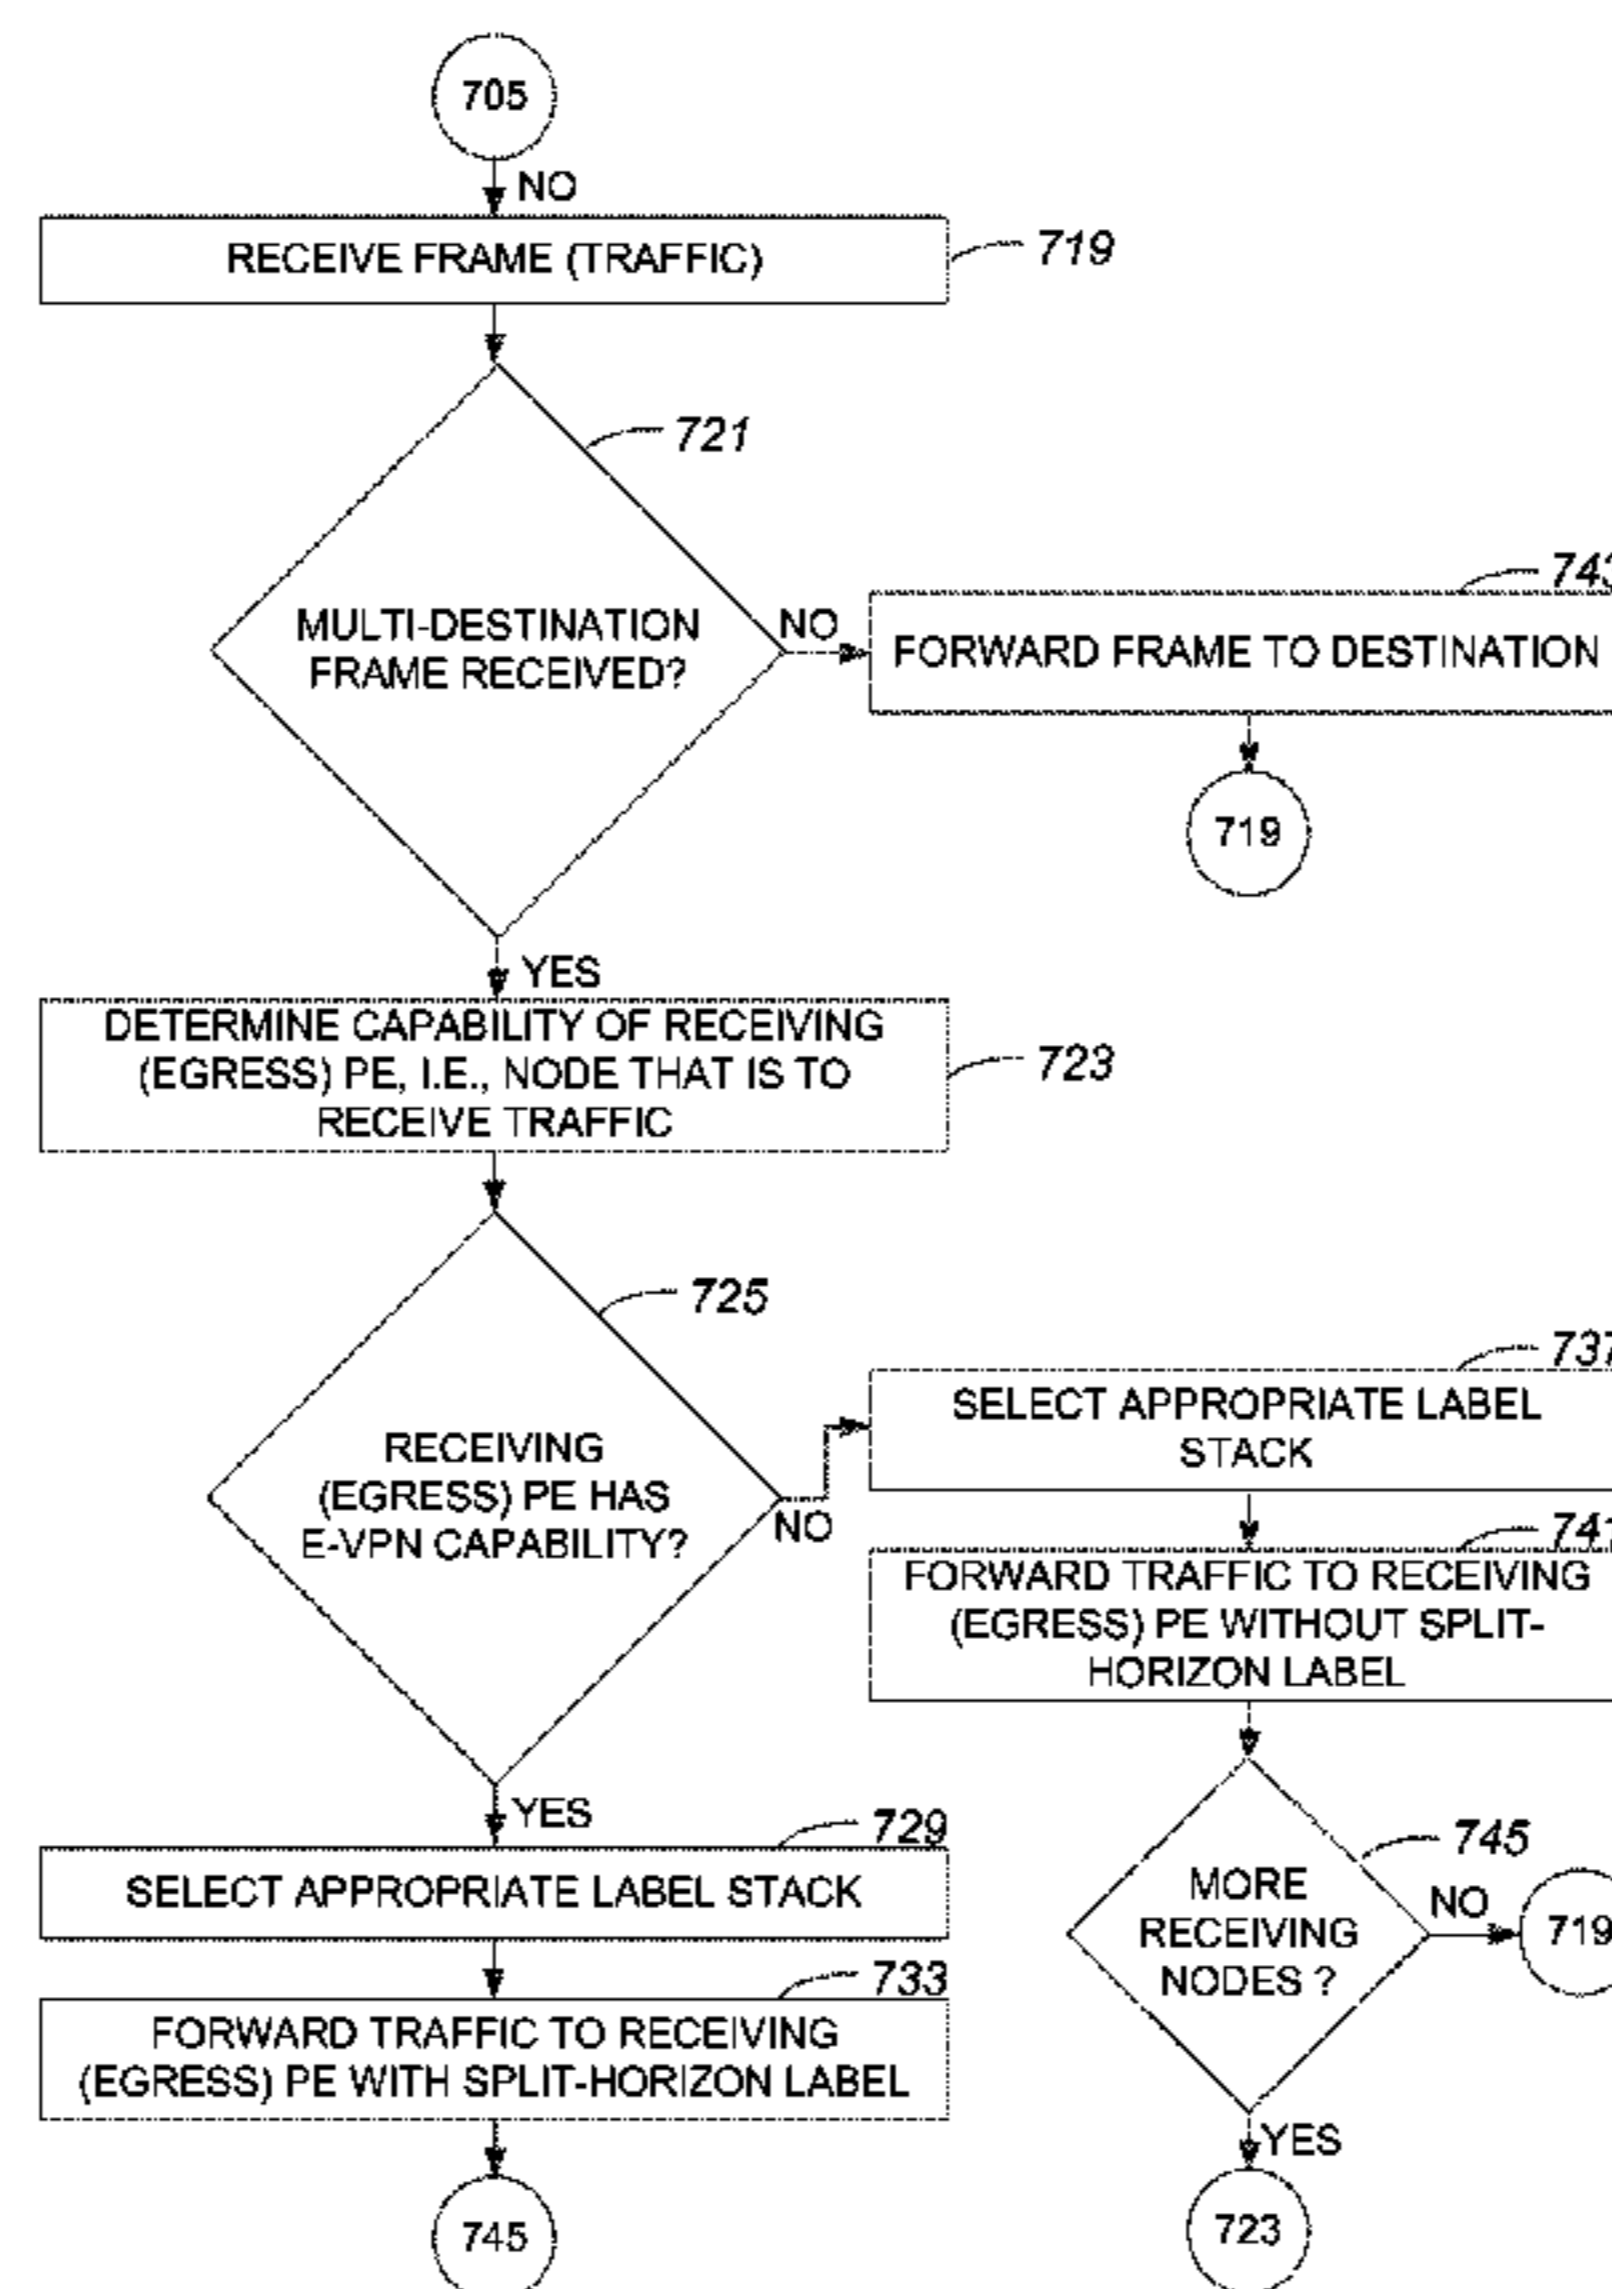 705
NO
RECEIVE FRAME (TRAFFIC)
719
721
MULTI-DESTINATION
FRAME RECEIVED?
NO
FORWARD FRAME TO DESTINATION
719
YES
DETERMINE CAPABILITY OF RECEIVING
(EGRESS) PE, I.E., NODE THAT IS TO
RECEIVE TRAFFIC
723
725
RECEIVING
(EGRESS) PE HAS
E-VPN CAPABILITY?
NO
737
SELECT APPROPRIATE LABEL
STACK
FORWARD TRAFFIC TO RECEIVING
(EGRESS) PE WITHOUT SPLIT-
HORIZON LABEL
YES
729
SELECT APPROPRIATE LABEL STACK
733
FORWARD TRAFFIC TO RECEIVING
(EGRESS) PE WITH SPLIT-HORIZON LABEL
745
745
MORE
RECEIVING
NODES ?
NO
719
YES
723